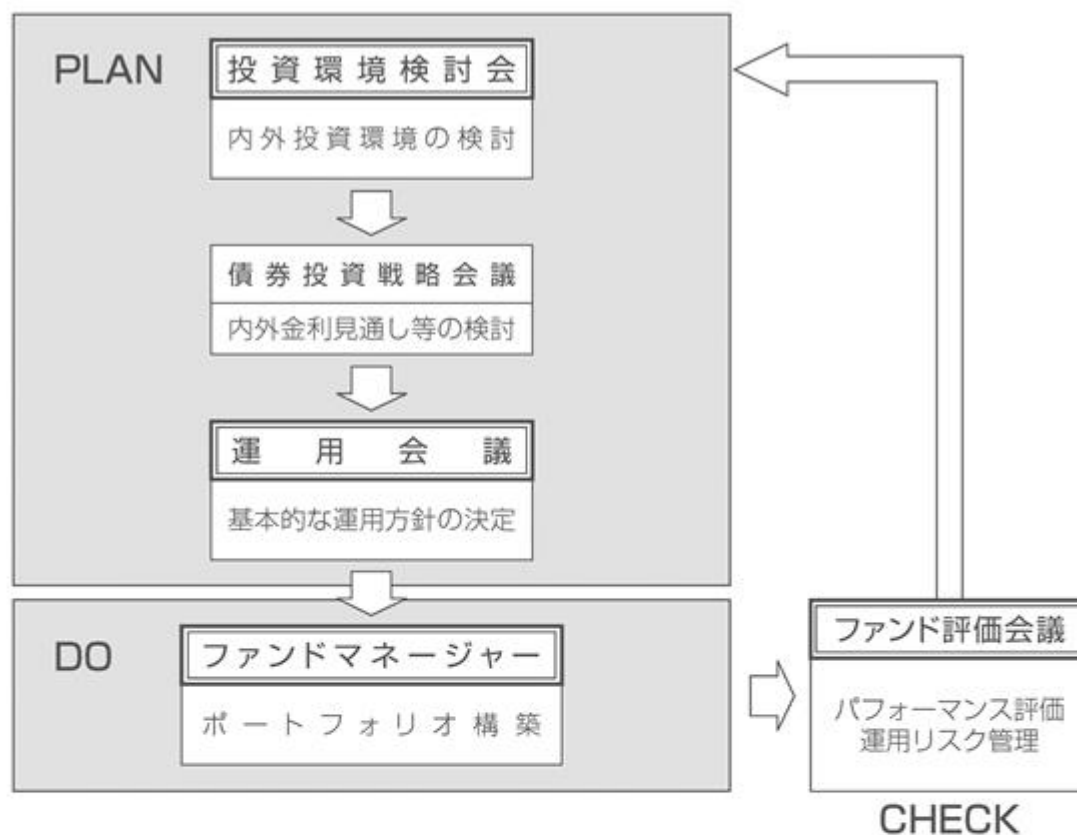 PLAN
投資環境検討会
内外投資環境の検討
債券投資戦略会議
内外金利見通し等の検討
運用会議
基本的な運用方針の決定
DO
ファンドマネージャー
ポートフォリオ構築
ファンド評価会議
パフォーマンス評価
運用リスク管理
CHECK